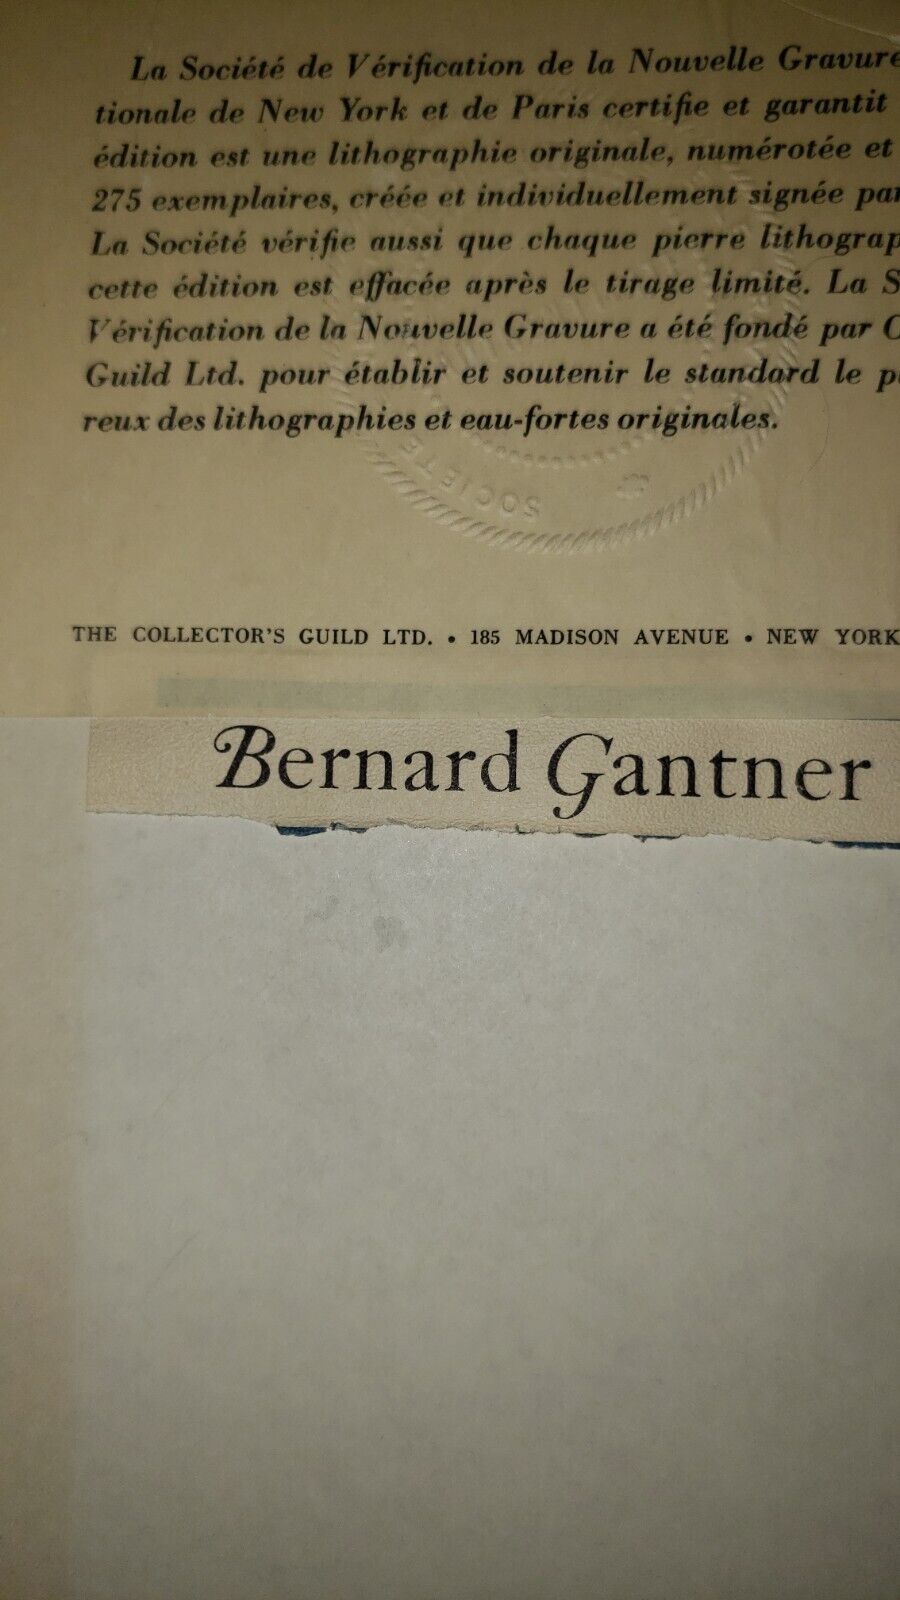 La Société de Vérification de la Nouvelle Gravure
tionale de New York et de Paris certifie et garantit
édition est une lithographie originale, numérotée et
275 exemplaires, créée et individuellement signée par
La Société vérifie aussi que chaque pierre lithograp
cette édition est effacée après le tirage limité. La S
Vérification de la Nouvelle Gravure a été fondé par C
Guild Ltd. pour établir et soutenir le standard le p
reux des lithographies et eau-fortes originales.
SOCIETE
THE COLLECTOR'S GUILD LTD. • 185 MADISON AVENUE • NEW YORK
Bernard Gantner